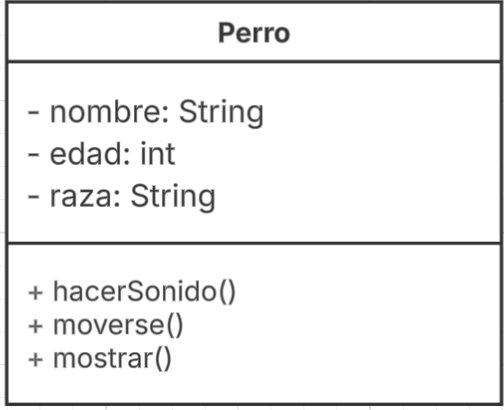 Perro
- nombre: String
- edad: int
- raza: String
+ hacerSonido()
+ moverse()
+ mostrar()